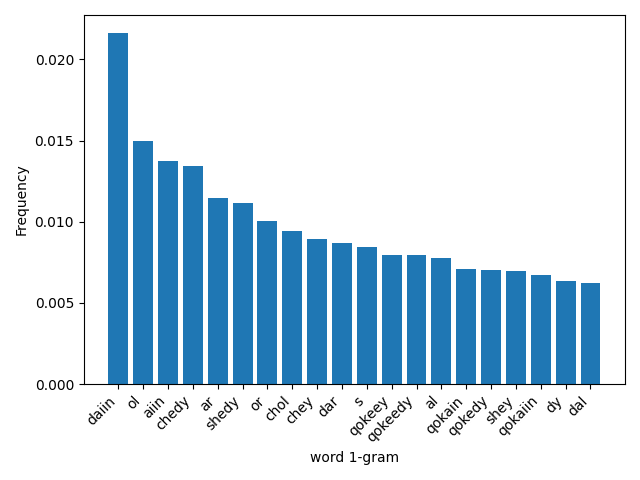 0.020
0.015
0.010
0.005
0.000
Frequency
daiin ol aiin chedy ar shedy or chol chey dar s qokeey qokeedy al qokain qokedy shey qokaiin dy dal
word 1-gram